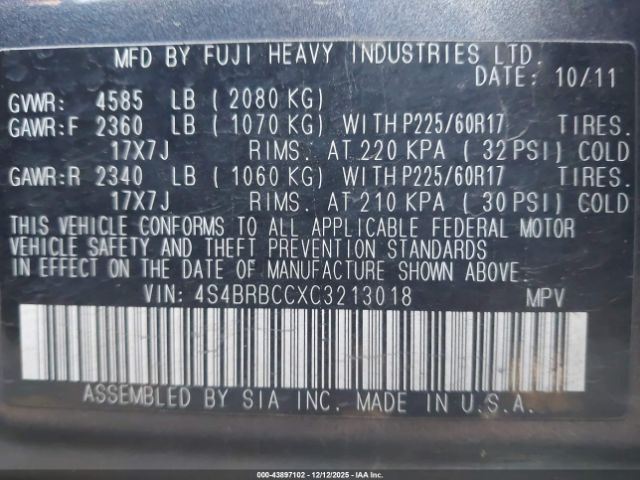 MFD BY FUJI HEAVY INDUSTRIES LTD.
DATE: 10/11
GVWR: 4585 LB (2080 KG)
GAWR:F 2360 LB (1070 KG) WITH P225/60R17 TIRES.
17X7J RIMS. AT 220 KPA (32 PSI) COLD
GAWR:R 2340 LB (1060 KG) WITH P225/60R17 TIRES.
17X7J RIMS. AT 210 KPA (30 PSI) COLD
THIS VEHICLE CONFORMS TO ALL APPLICABLE FEDERAL MOTOR
VEHICLE SAFETY AND THEFT PREVENTION STANDARDS
IN EFFECT ON THE DATE OF MANUFACTURE SHOWN ABOVE.
VIN: 4S4BRBCCXC3213018 MPV
ASSEMBLED BY SIA INC. MADE IN U.S.A.
000-43897102 - 12/12/2025 - IAA Inc.